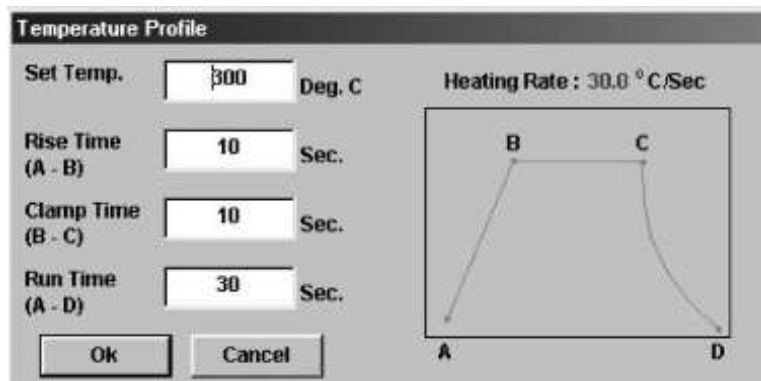 Temperature Profile
Set Temp. 300 Deg. C
Rise Time
(A - B) 10 Sec.
Clamp Time
(B - C) 10 Sec.
Run Time
(A - D) 30 Sec.
Ok Cancel
Heating Rate : 30.0 °C/Sec
B C
A D